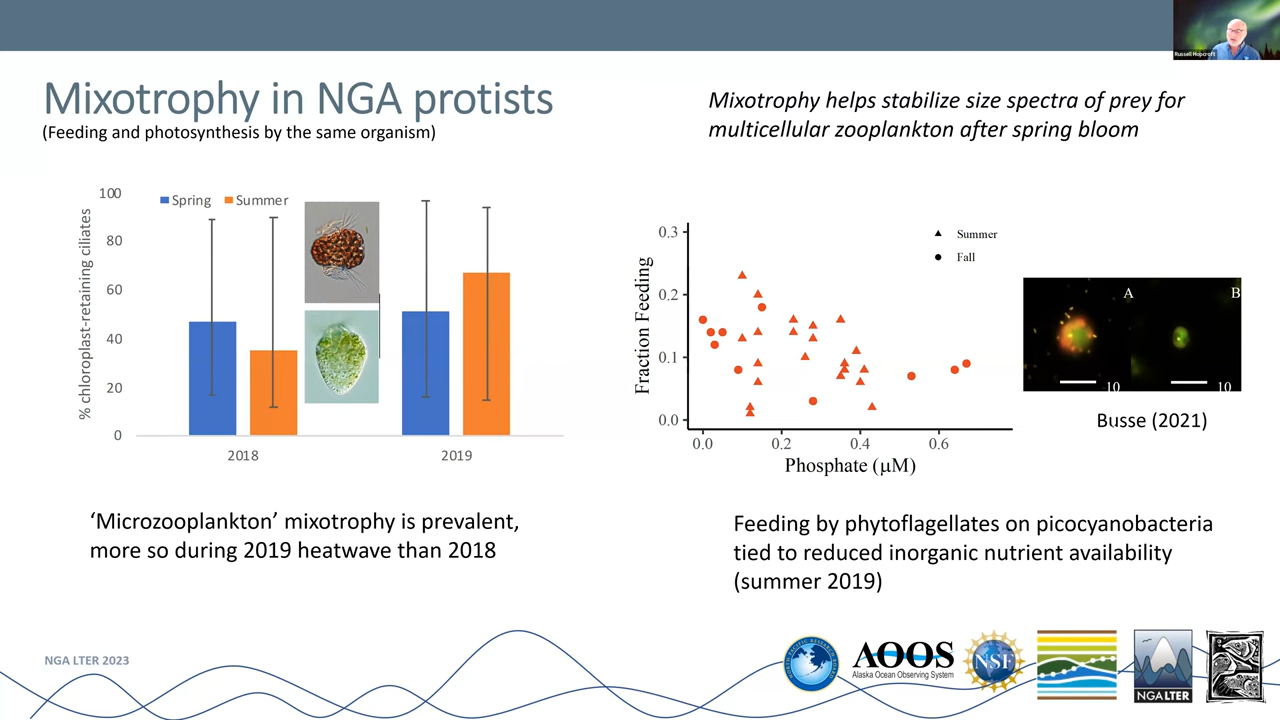 Russell Hopcroft
Mixotrophy in NGA protists
(Feeding and photosynthesis by the same organism)
Mixotrophy helps stabilize size spectra of prey for
multicellular zooplankton after spring bloom
% chloroplast-retaining ciliates
100
80
60
40
20
0
Spring
Summer
2018
2019
Fraction Feeding
0.3
0.2
0.1
0.0
Summer
Fall
0.0
0.2
0.4
0.6
Phosphate (µM)
A
B
10
10
Busse (2021)
‘Microzooplankton’ mixotrophy is prevalent,
more so during 2019 heatwave than 2018
Feeding by phytoflagellates on picocyanobacteria
tied to reduced inorganic nutrient availability
(summer 2019)
NGA LTER 2023
AOOS
Alaska Ocean Observing System
NSF
NGALTER